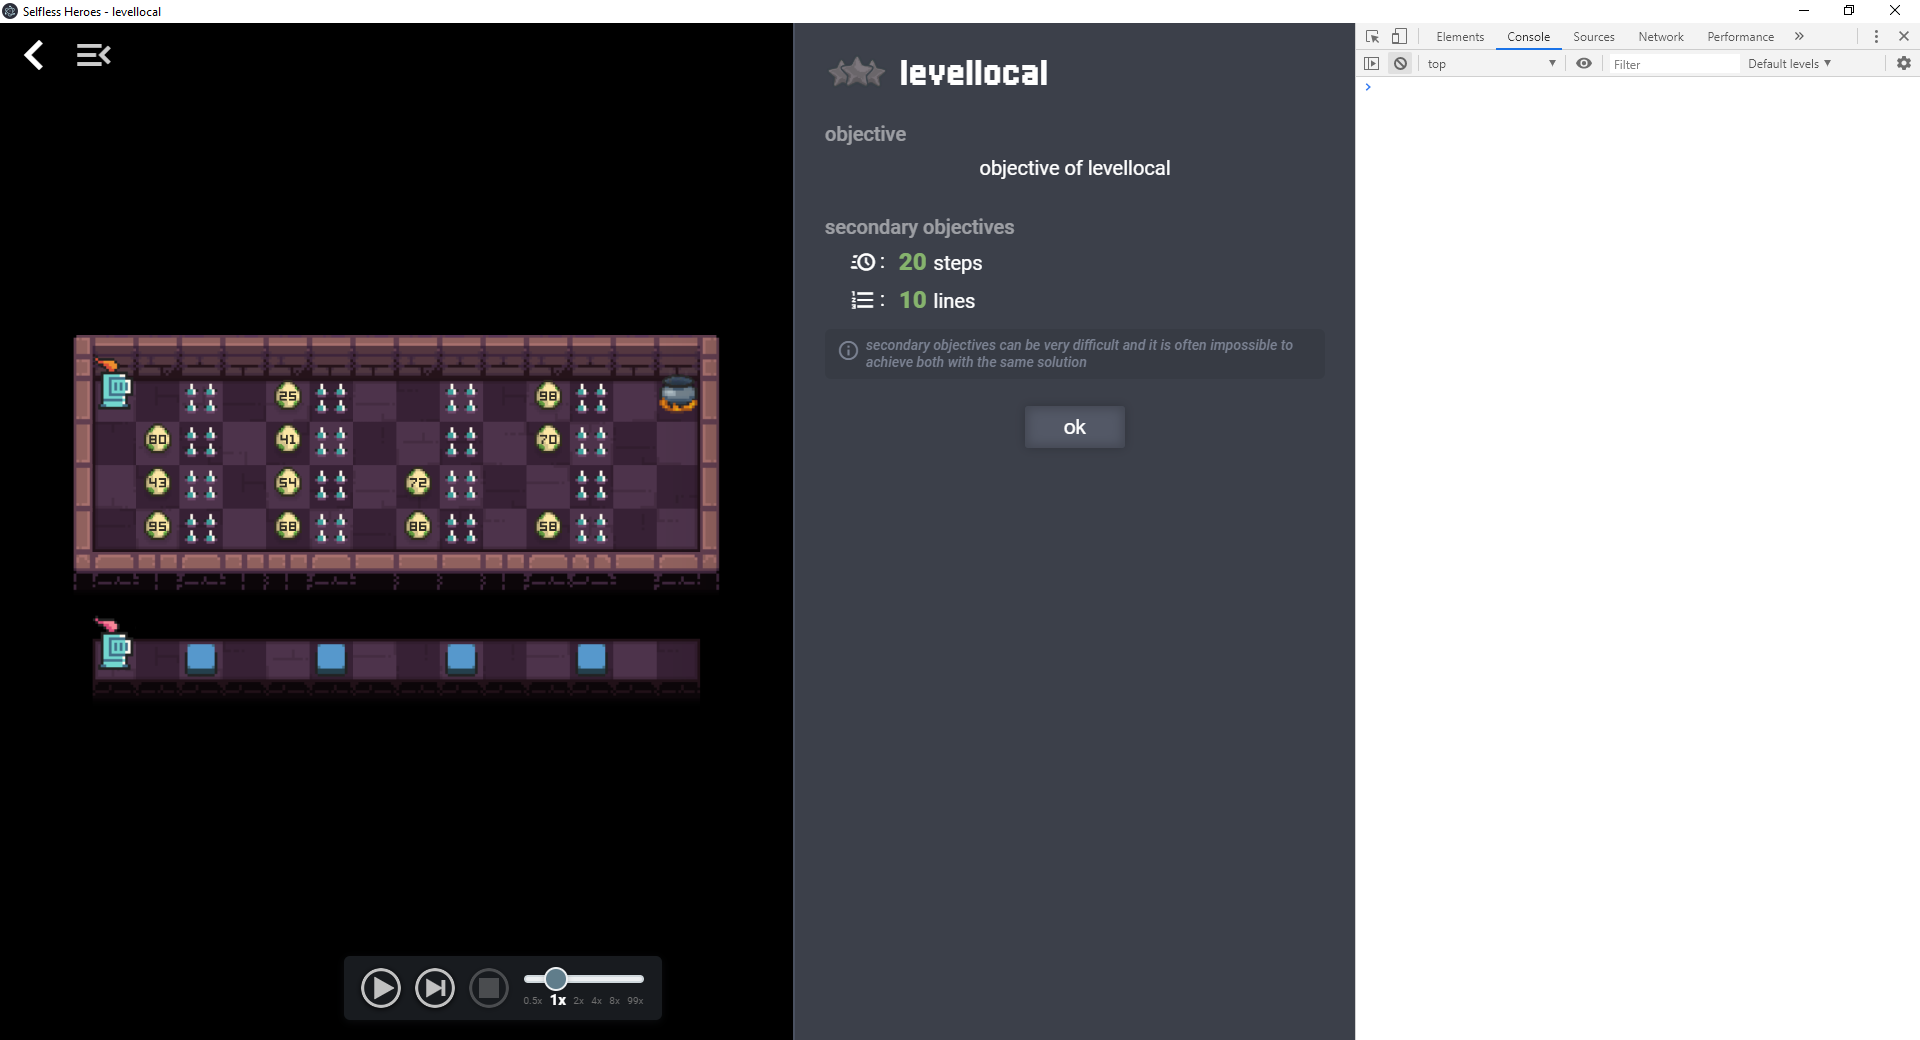 Selfless Heroes - levellocal
levellocal
objective
objective of levellocal
secondary objectives
: 20 steps
: 10 lines
secondary objectives can be very difficult and it is often impossible to
achieve both with the same solution
ok
25 98
80 41 70
43 54 72
95 68 86 58
0.5x 1x 2x 4x 8x 99x
Elements Console Sources Network Performance »
top Filter Default levels